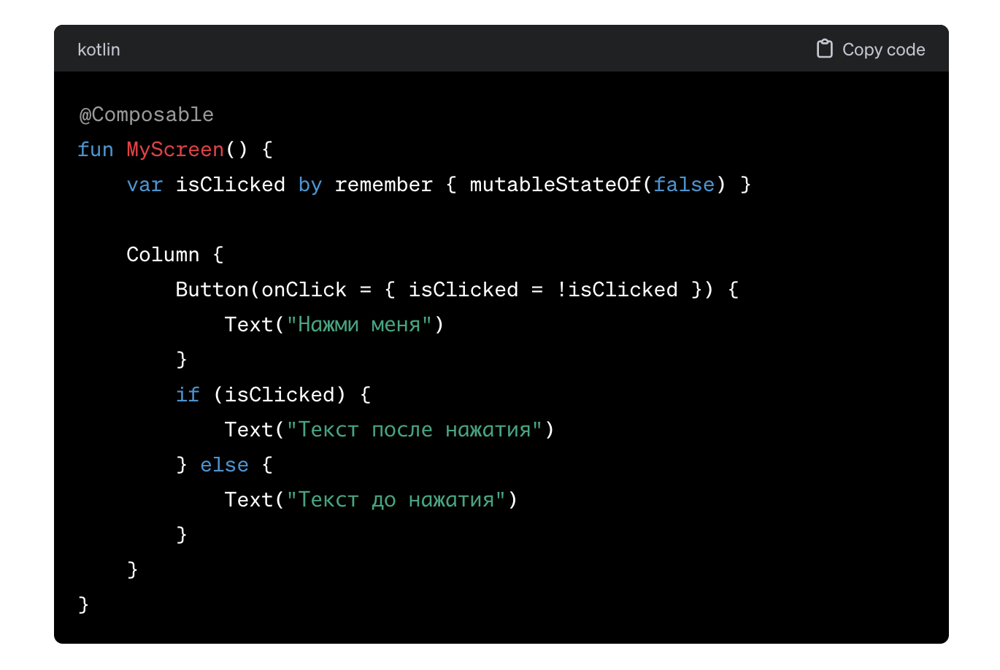 kotlin
Copy code
@Composable
fun MyScreen() {
    var isClicked by remember { mutableStateOf(false) }

    Column {
        Button(onClick = { isClicked = !isClicked }) {
            Text("Нажми меня")
        }
        if (isClicked) {
            Text("Текст после нажатия")
        } else {
            Text("Текст до нажатия")
        }
    }
}